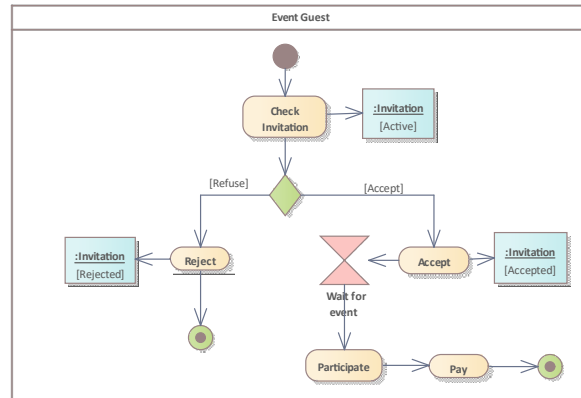 Event Guest
Check
Invitation
:Invitation
[Active]
[Refuse]
[Accept]
:Invitation
[Rejected]
Reject
Wait for
event
Accept
:Invitation
[Accepted]
Participate
Pay